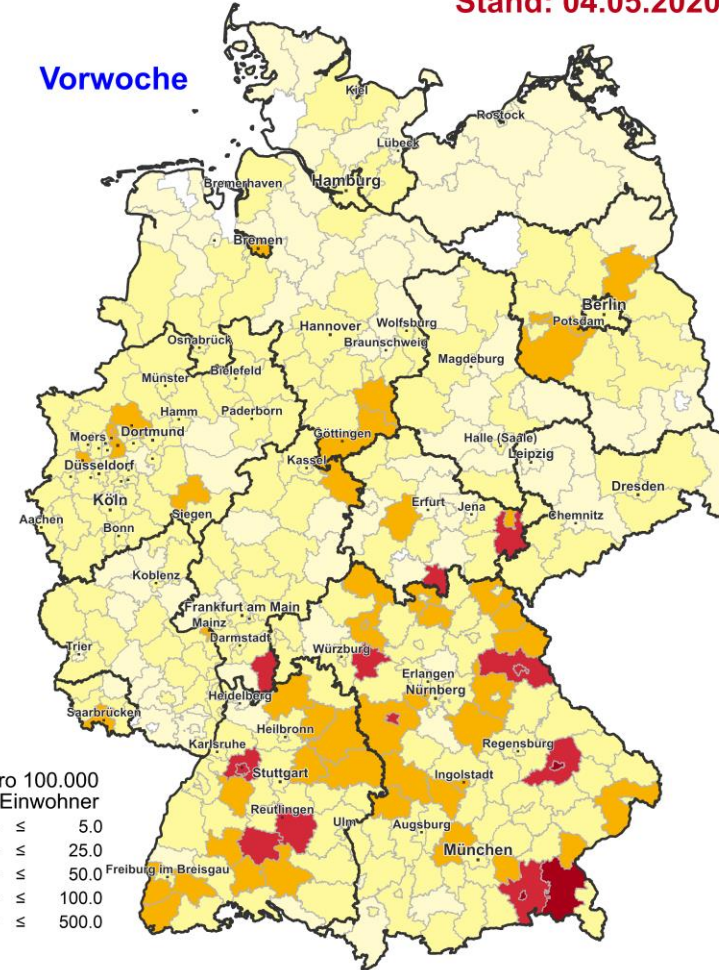 Stand: 04.05.2020
Vorwoche
Kiel
Rostock
Lübeck
Bremerhaven
Hamburg
Bremen
Berlin
Potsdam
Hannover
Wolfsburg
Braunschweig
Osnabrück
Magdeburg
Bielefeld
Münster
Hamm
Paderborn
Moers
Dortmund
Göttingen
Halle (Saale)
Leipzig
Kassel
Düsseldorf
Dresden
Köln
Erfurt
Jena
Siegen
Chemnitz
Aachen
Bonn
Koblenz
Frankfurt am Main
Mainz
Darmstadt
Trier
Würzburg
Erlangen
Nürnberg
Heidelberg
Saarbrücken
Heilbronn
Karlsruhe
Regensburg
Stuttgart
Ingolstadt
Reutlingen
Ulm
Augsburg
München
Freiburg im Breisgau
ro 100.000
Einwohner
≤ 5.0
≤ 25.0
≤ 50.0
≤ 100.0
≤ 500.0